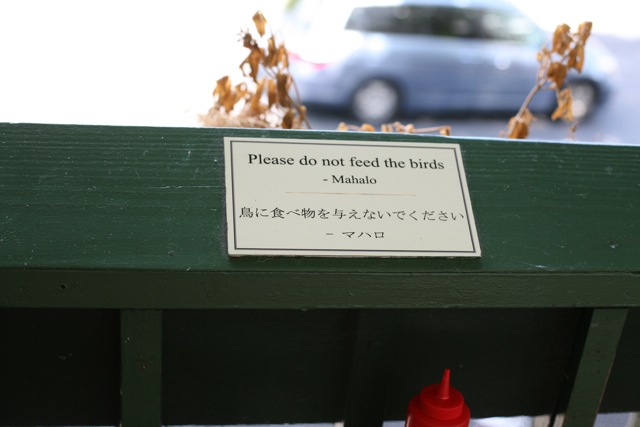 Please do not feed the birds
- Mahalo
鳥に食べ物を与えないでください
- マハロ